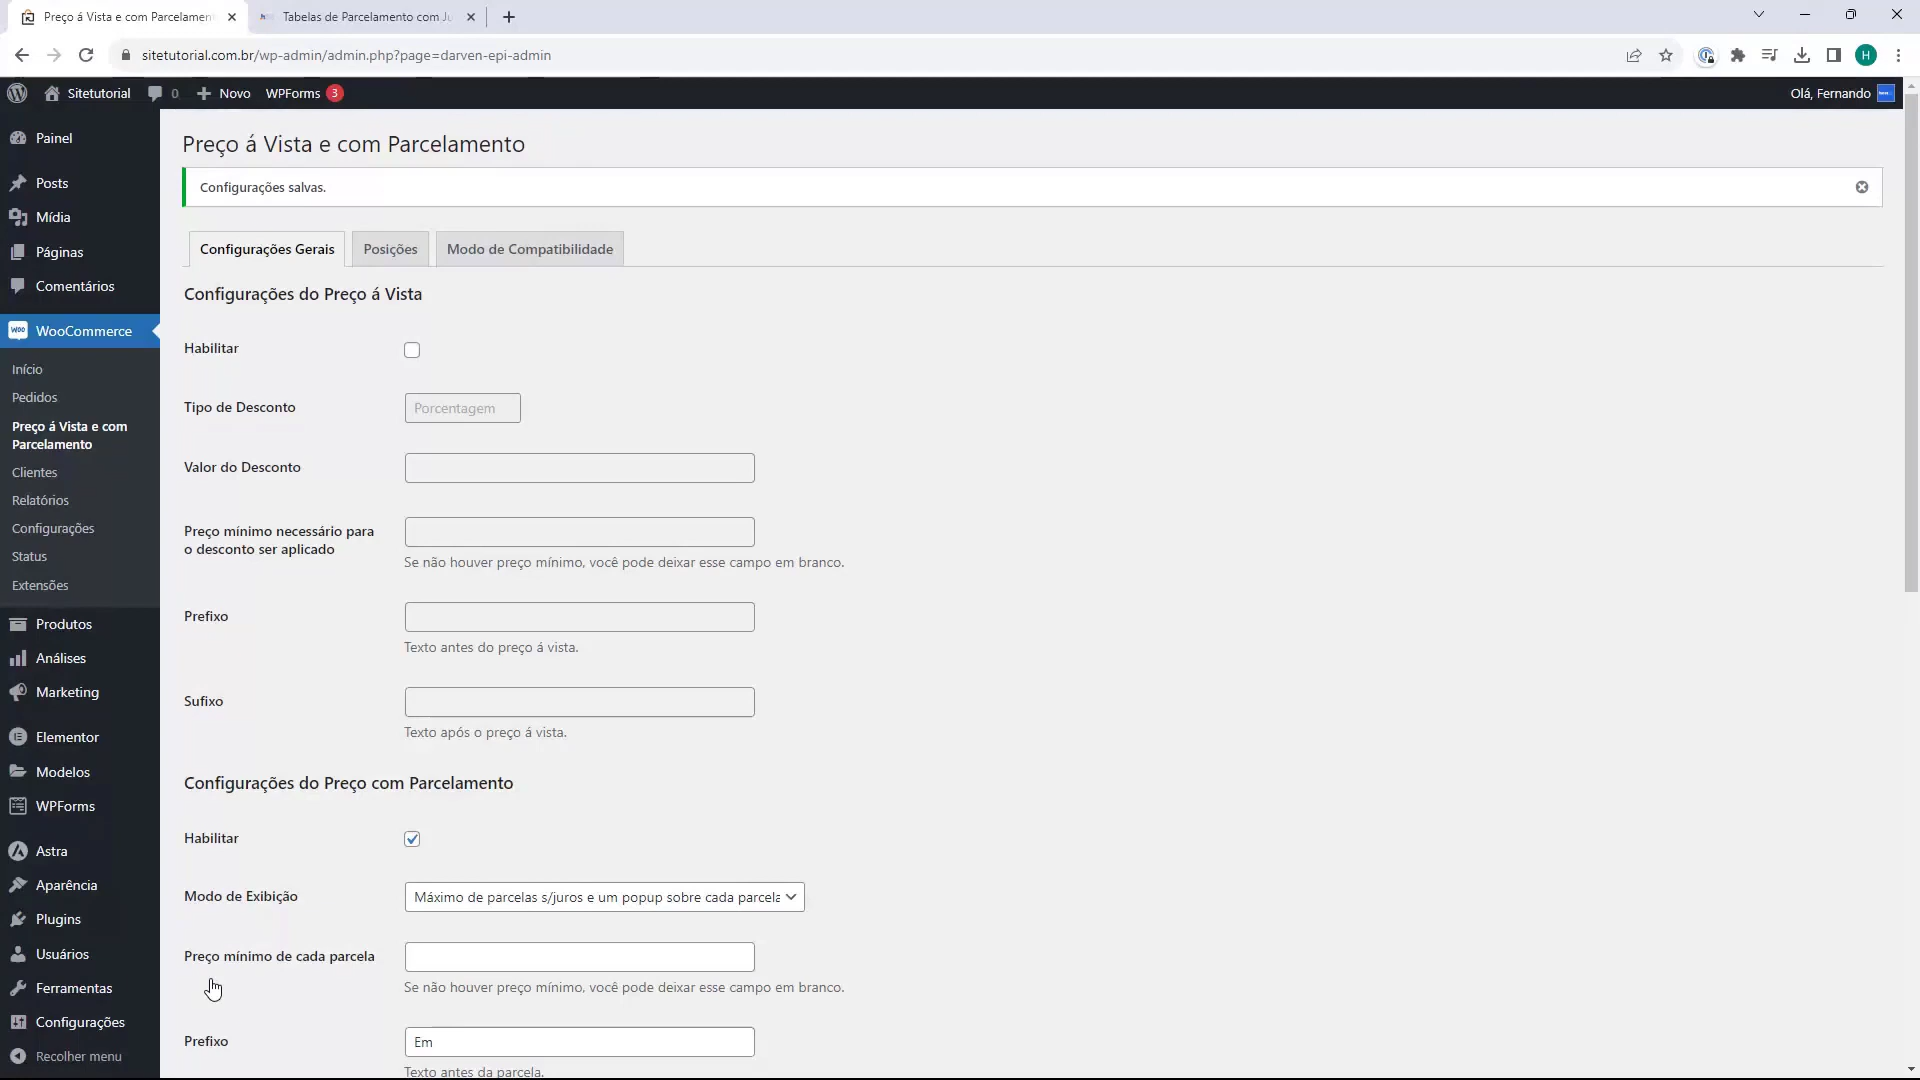 Preço á Vista e com Parcelamen
Tabelas de Parcelamento com Ju
sitetutorial.com.br/wp-admin/admin.php?page=darven-epi-admin
H
Sitetutorial
0
Novo
WPForms 3
Olá, Fernando
Painel
Posts
Mídia
Páginas
Comentários
WooCommerce
Início
Pedidos
Preço á Vista e com
Parcelamento
Clientes
Relatórios
Configurações
Status
Extensões
Produtos
Análises
Marketing
Elementor
Modelos
WPForms
Astra
Aparência
Plugins
Usuários
Ferramentas
Configurações
Recolher menu
Preço á Vista e com Parcelamento
Configurações salvas.
Configurações Gerais
Posições
Modo de Compatibilidade
Configurações do Preço á Vista
Habilitar
Tipo de Desconto
Porcentagem
Valor do Desconto
Preço mínimo necessário para
o desconto ser aplicado
Se não houver preço mínimo, você pode deixar esse campo em branco.
Prefixo
Texto antes do preço á vista.
Sufixo
Texto após o preço á vista.
Configurações do Preço com Parcelamento
Habilitar
Modo de Exibição
Máximo de parcelas s/juros e um popup sobre cada parcela
Preço mínimo de cada parcela
Se não houver preço mínimo, você pode deixar esse campo em branco.
Prefixo
Em
Texto antes da parcela.